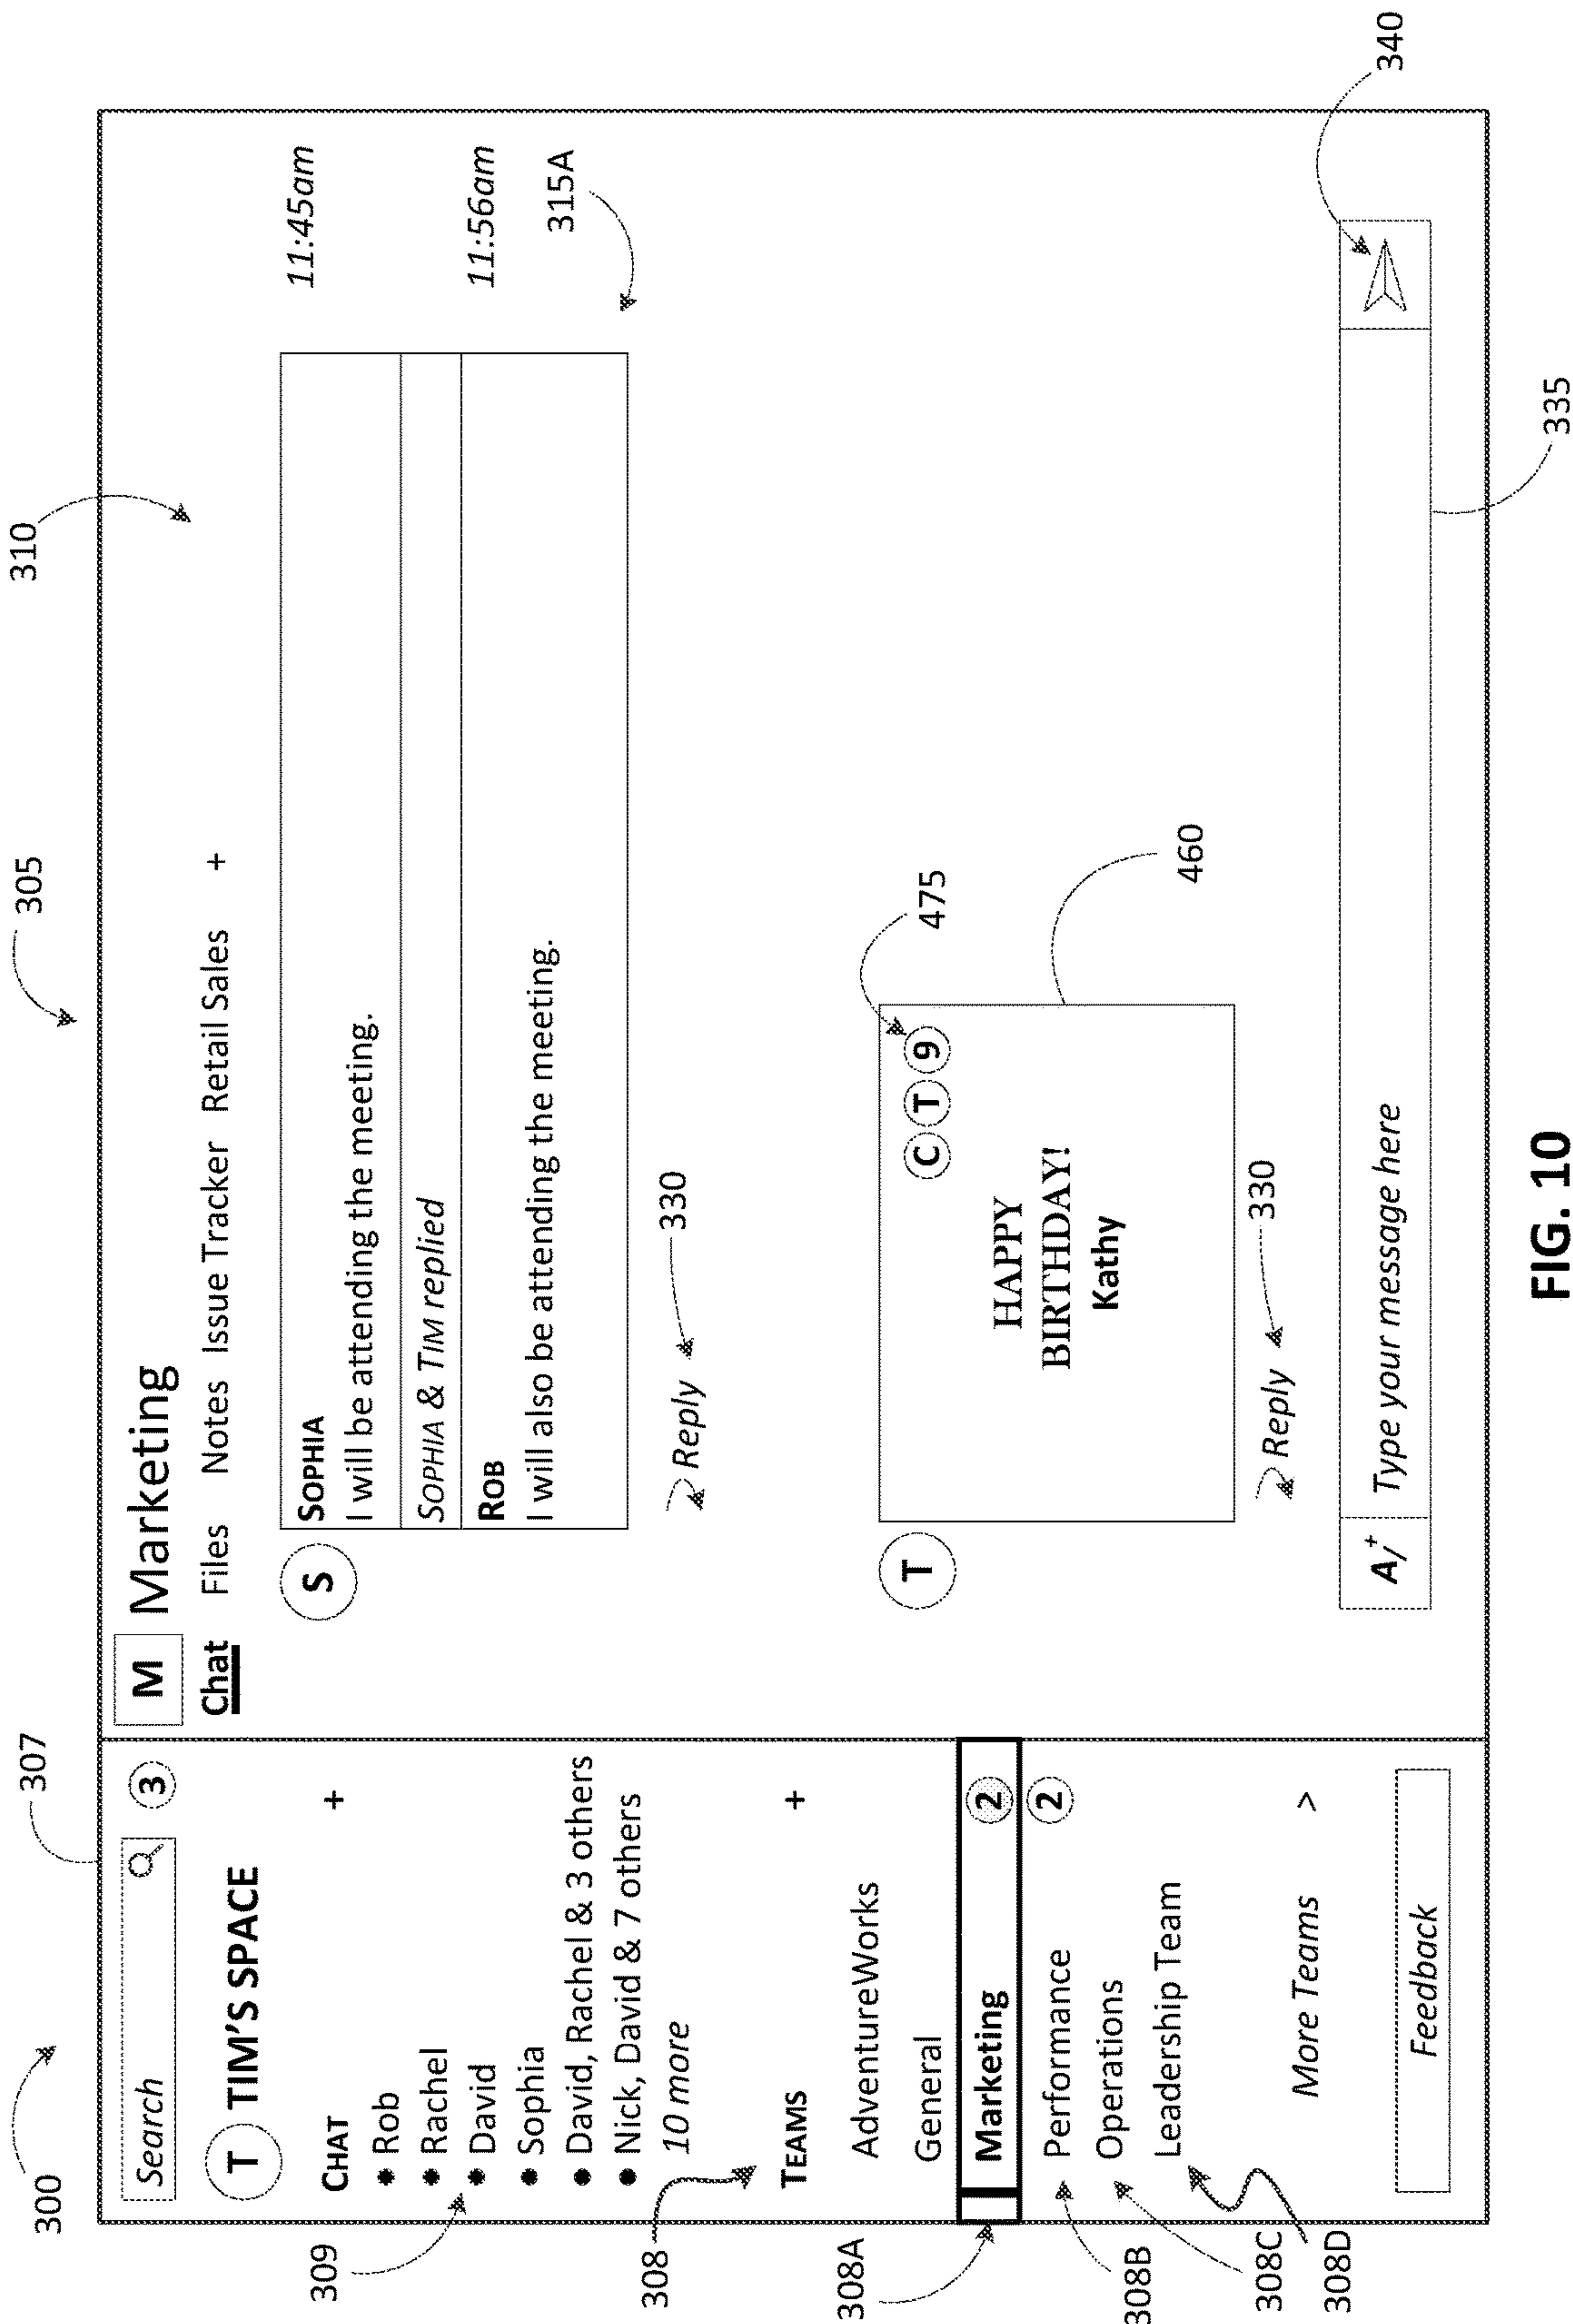 300
307
305
310
Search
3
T TIM'S SPACE
CHAT +
• Rob
• Rachel
• David
• Sophia
• David, Rachel & 3 others
• Nick, David & 7 others
10 more
TEAMS +
AdventureWorks
General
Marketing 2
Performance 2
Operations
Leadership Team
More Teams >
Feedback
309
308
308A
308B
308C
308D
M Marketing
Chat Files Notes Issue Tracker Retail Sales +
S
SOPHIA 11:45am
I will be attending the meeting.
SOPHIA & TIM replied
ROB 11:56am
I will also be attending the meeting.
315A
Reply 330
T
C T 9
475
HAPPY
BIRTHDAY!
Kathy
460
Reply 330
A/+ Type your message here
340
335
FIG. 10